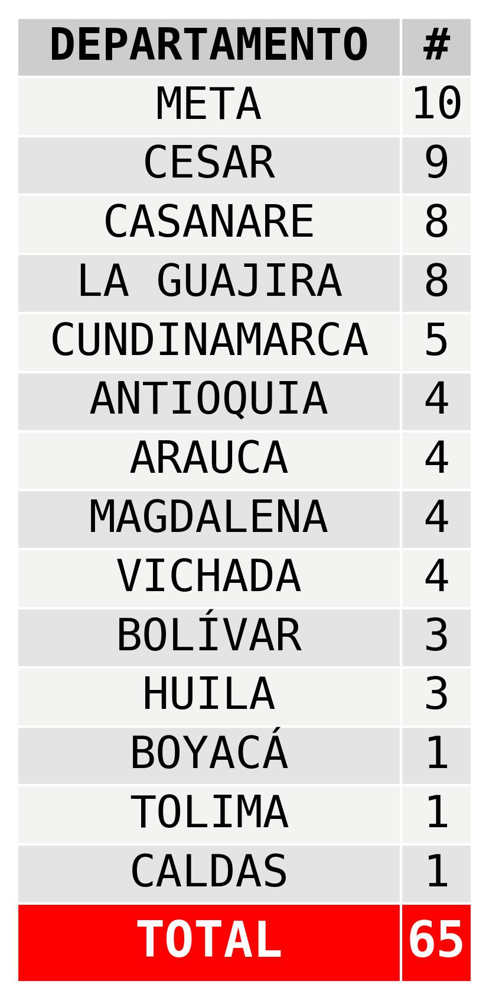 DEPARTAMENTO #
META 10
CESAR 9
CASANARE 8
LA GUAJIRA 8
CUNDINAMARCA 5
ANTIOQUIA 4
ARAUCA 4
MAGDALENA 4
VICHADA 4
BOLÍVAR 3
HUILA 3
BOYACÁ 1
TOLIMA 1
CALDAS 1
TOTAL 65